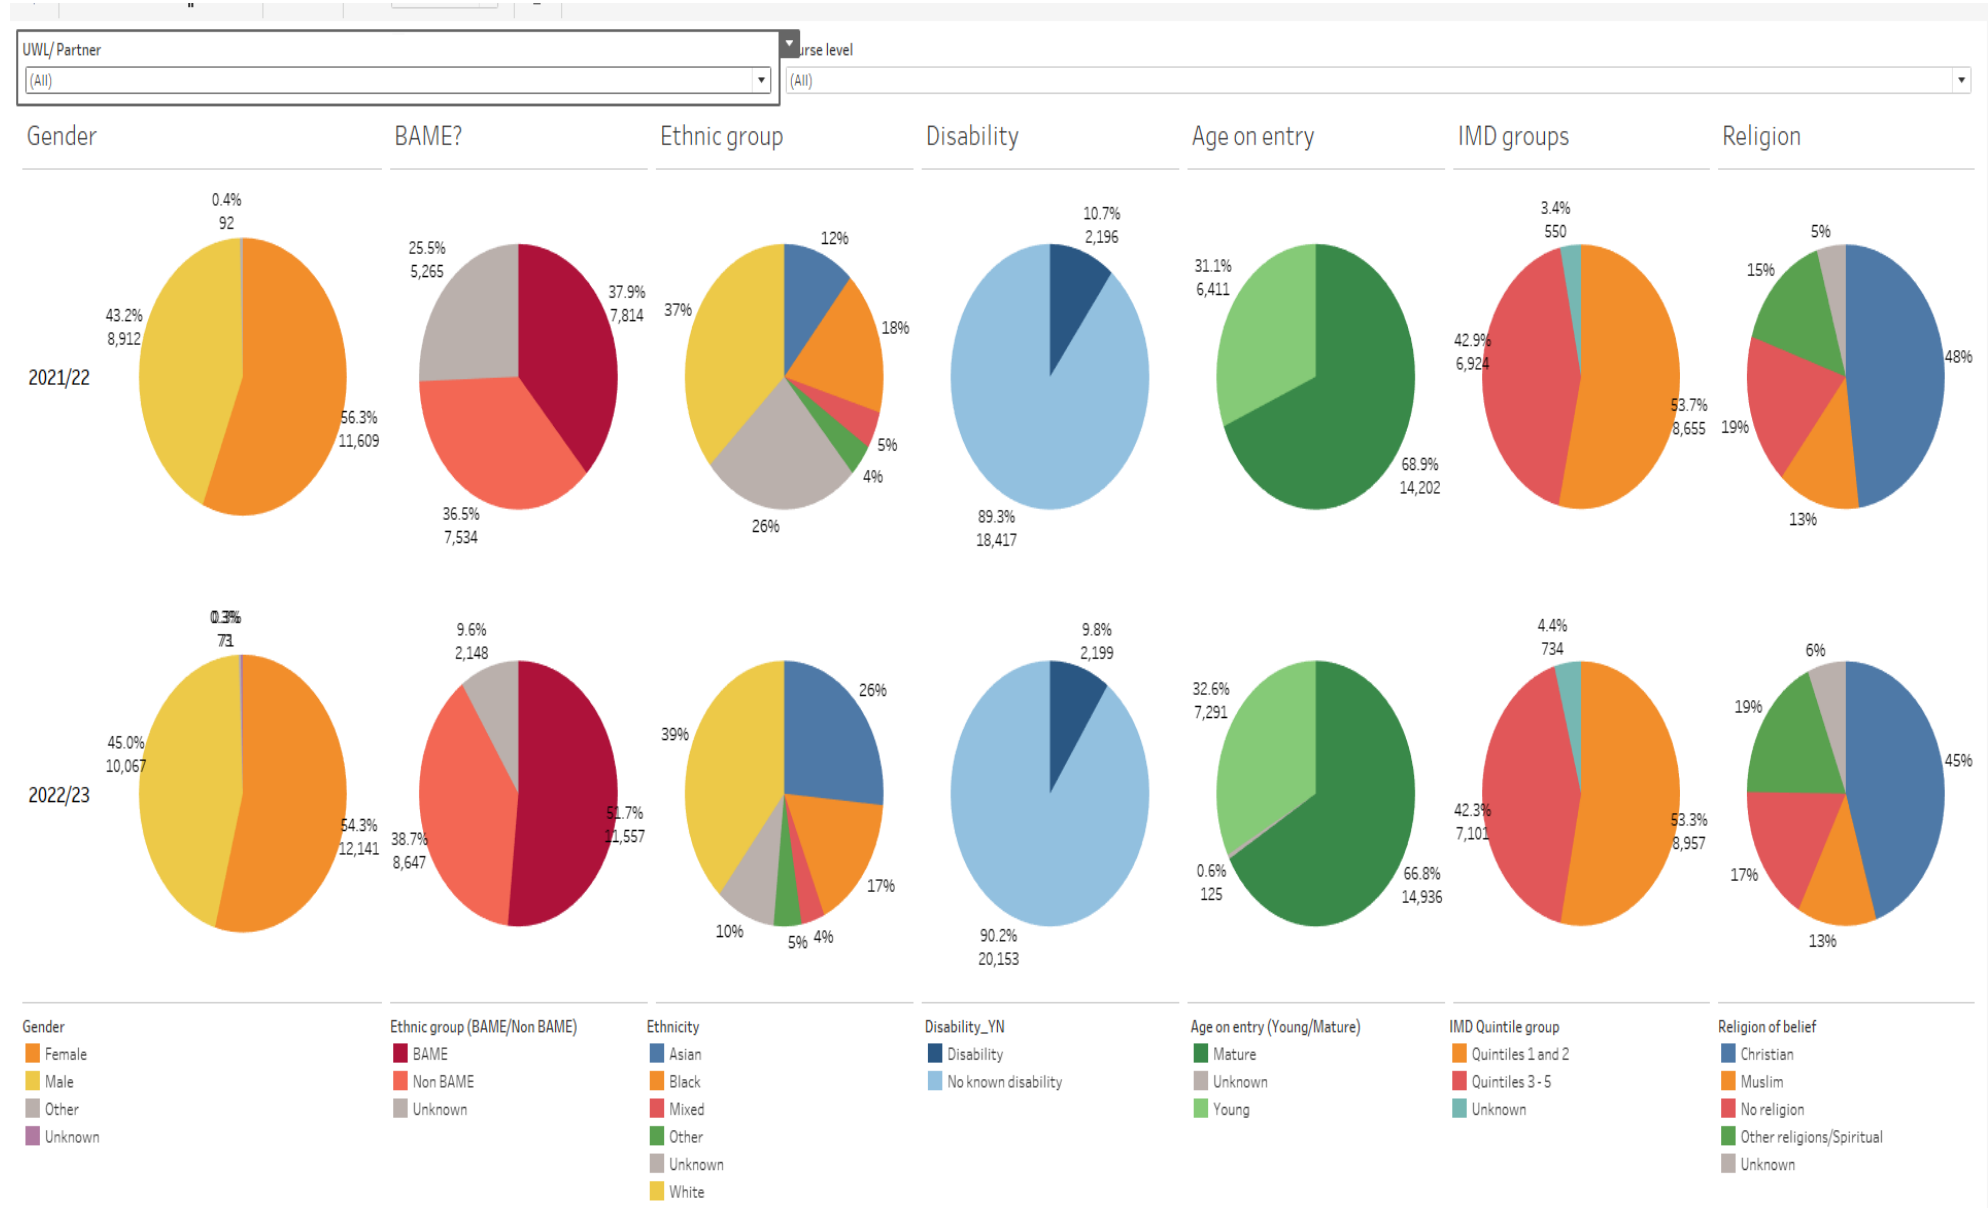 UWL/ Partner
(All)
urse level
(All)
Gender
BAME?
Ethnic group
Disability
Age on entry
IMD groups
Religion
2021/22
0.4%
92
43.2%
8,912
56.3%
11,609
25.5%
5,265
37.9%
7,814
36.5%
7,534
12%
37%
18%
5%
4%
26%
10.7%
2,196
89.3%
18,417
31.1%
6,411
68.9%
14,202
3.4%
550
42.9%
6,924
53.7%
8,655
5%
15%
48%
19%
13%
2022/23
45.0%
10,067
54.3%
12,141
9.6%
2,148
51.7%
11,557
38.7%
8,647
26%
39%
17%
10%
5%
4%
9.8%
2,199
90.2%
20,153
32.6%
7,291
0.6%
125
66.8%
14,936
4.4%
734
42.3%
7,101
53.3%
8,957
6%
19%
45%
17%
13%
Gender
Female
Male
Other
Unknown
Ethnic group (BAME/Non BAME)
BAME
Non BAME
Unknown
Ethnicity
Asian
Black
Mixed
Other
Unknown
White
Disability_YN
Disability
No known disability
Age on entry (Young/Mature)
Mature
Unknown
Young
IMD Quintile group
Quintiles 1 and 2
Quintiles 3 - 5
Unknown
Religion of belief
Christian
Muslim
No religion
Other religions/Spiritual
Unknown